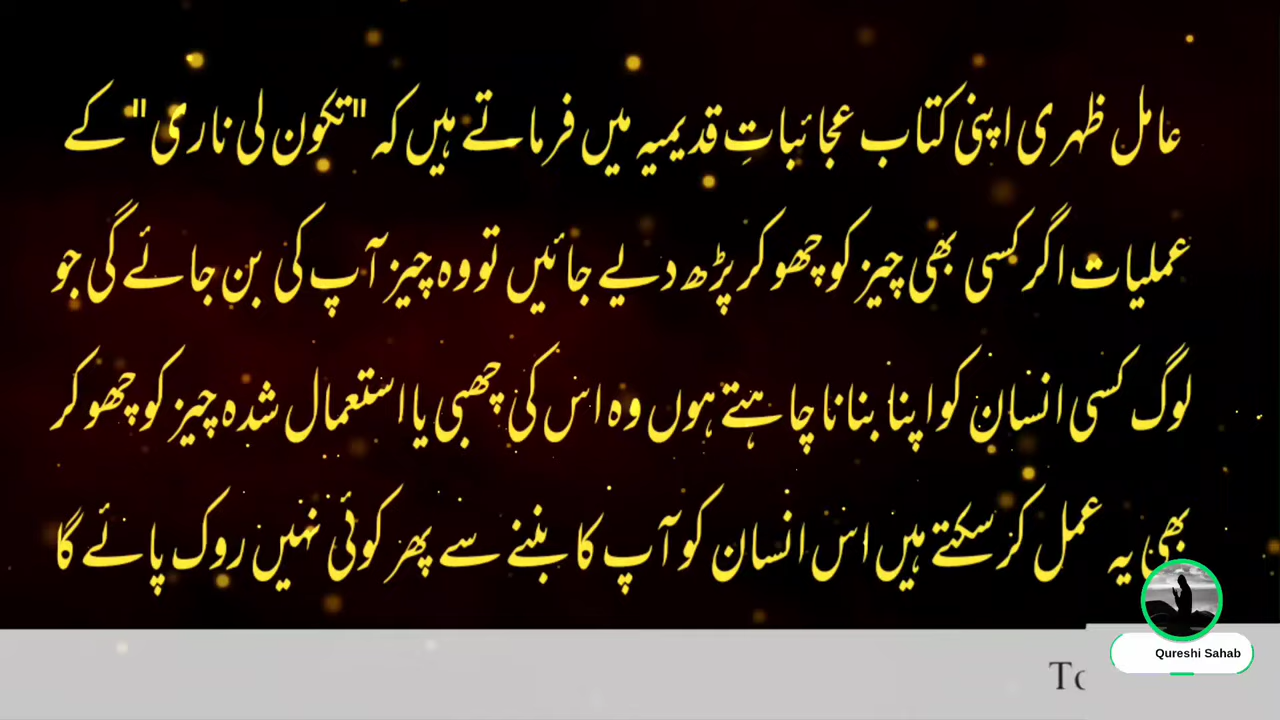 عامل ظہری اپنی کتاب عجائباتِ قدیمیہ میں فرماتے ہیں کہ "تکون لی ناری" کے
عملیات اگر کسی بھی چیز کو چھو کر پڑھ دیے جائیں تو وہ چیز آپ کی بن جائے گی جو
لوگ کسی انسان کو اپنا بنانا چاہتے ہوں وہ اس کی چھبی یا استعمال شدہ چیز کو چھو کر
بھی یہ عمل کر سکتے ہیں اس انسان کو آپ کا بننے سے پھر کوئی نہیں روک پائے گا
Qureshi Sahab